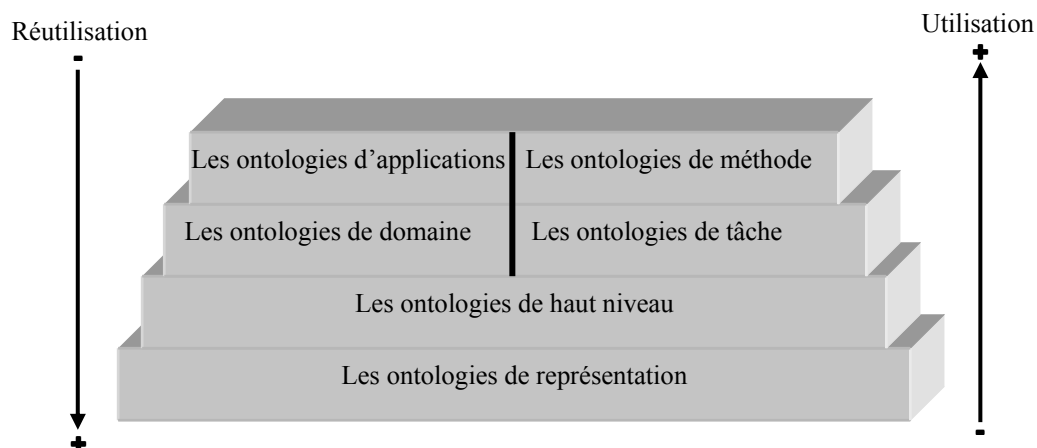 Réutilisation
Utilisation
-
+
Les ontologies d’applications
Les ontologies de méthode
Les ontologies de domaine
Les ontologies de tâche
Les ontologies de haut niveau
Les ontologies de représentation
+
-